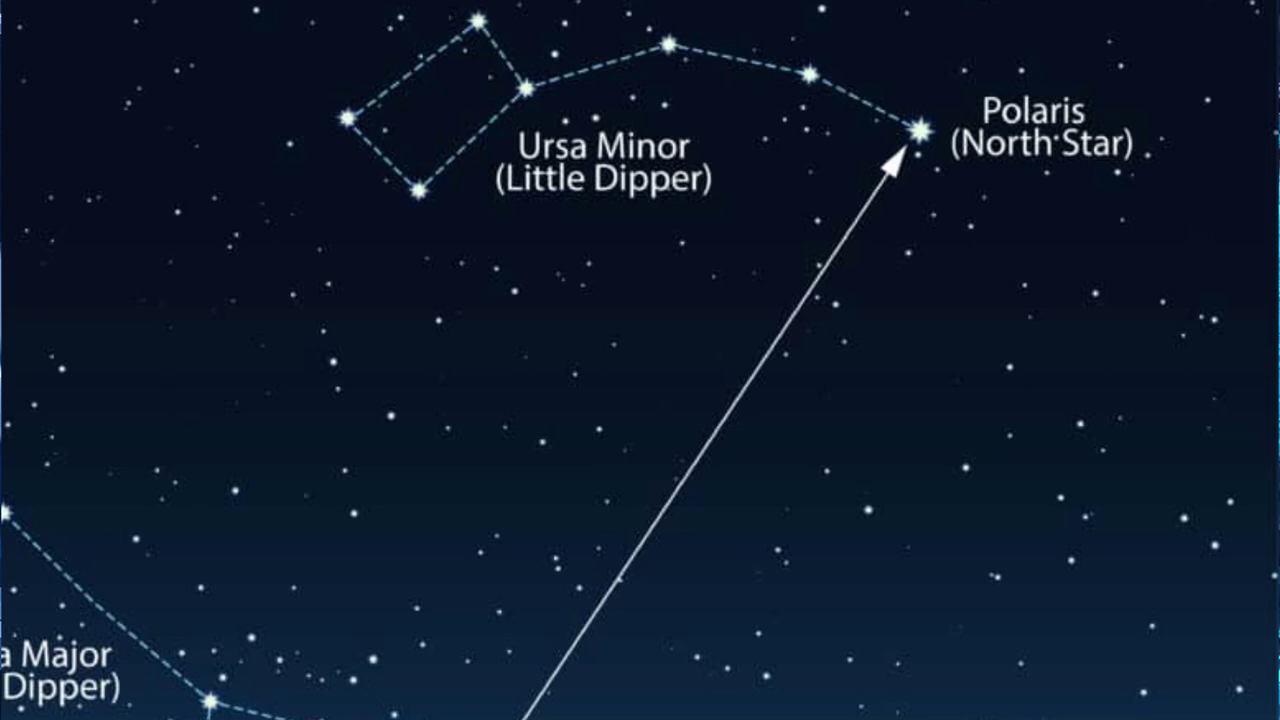 Polaris
(North Star)
Ursa Minor
(Little Dipper)
a Major
Dipper)